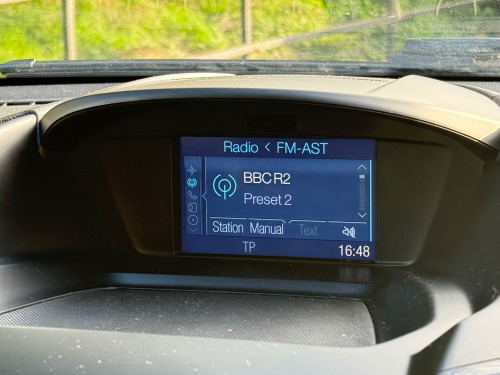 Radio < FM-AST
BBC R2
Preset 2
Station Manual Text
TP 16:48